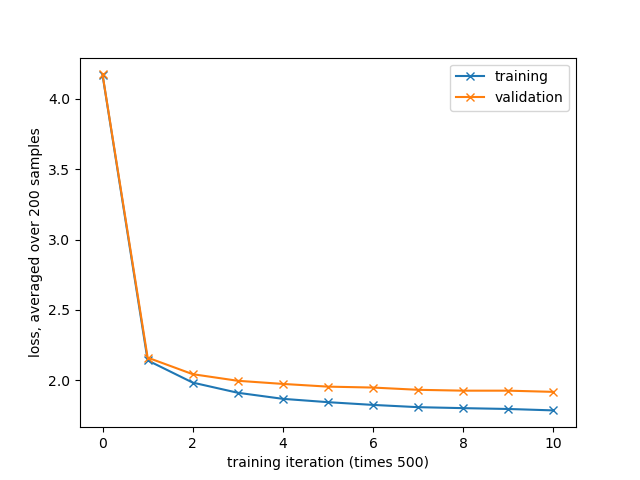 training
validation
4.0
3.5
3.0
2.5
2.0
loss, averaged over 200 samples
0
2
4
6
8
10
training iteration (times 500)